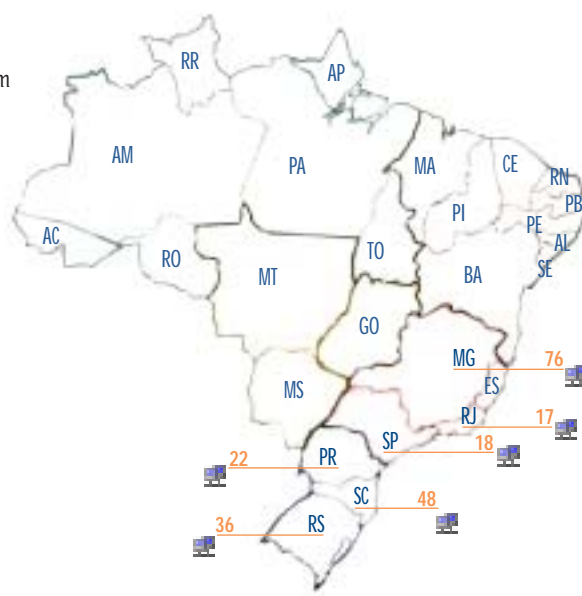 RR
AP
m
AM
PA
MA
CE
RN
PI
PB
PE
AC
AL
RO
TO
SE
MT
BA
GO
MG
76
ES
MS
RJ
17
SP
18
22
PR
SC
48
36
RS